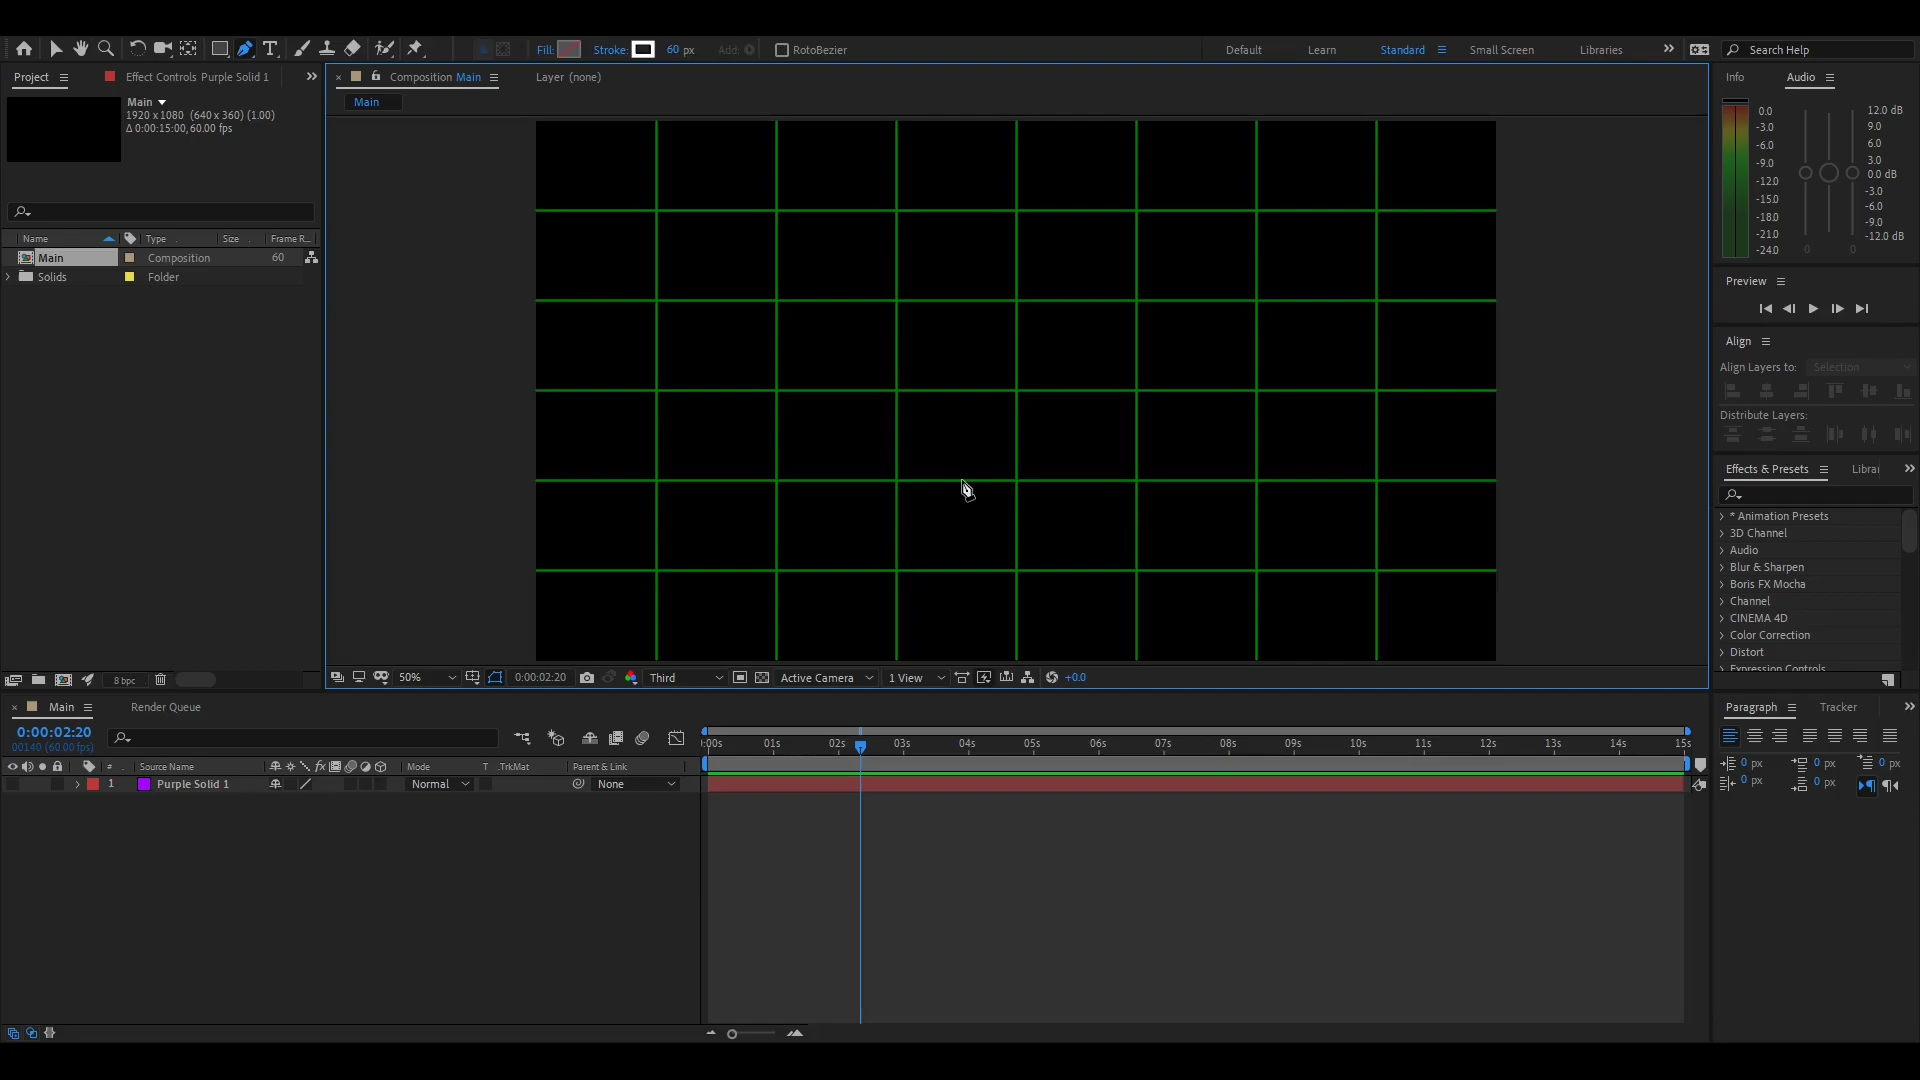 Fill:
Stroke:
60 px
Add:
RotoBezier
Default
Learn
Standard
Small Screen
Libraries
Search Help
Project
Effect Controls Purple Solid 1
Composition Main
Layer (none)
Info
Audio
Main
1920 x 1080 (640 x 360) (1.00)
Δ 0:00:15:00, 60.00 fps
Main
0.0
-3.0
-6.0
-9.0
-12.0
-15.0
-18.0
-21.0
-24.0
12.0 dB
9.0
6.0
3.0
0.0 dB
-3.0
-6.0
-9.0
-12.0 dB
0
0
Name
Type
Size
Frame R...
Main
Composition
60
Solids
Folder
Preview
Align
Align Layers to:
Selection
Distribute Layers:
Effects & Presets
Librar
* Animation Presets
3D Channel
Audio
Blur & Sharpen
Boris FX Mocha
Channel
CINEMA 4D
Color Correction
Distort
Expression Controls
8 bpc
50%
0:00:02:20
Third
Active Camera
1 View
+0.0
Main
Render Queue
Paragraph
Tracker
0:00:02:20
00140 (60.00 fps)
:00s
01s
02s
03s
04s
05s
06s
07s
08s
09s
10s
11s
12s
13s
14s
15s
#
Source Name
fx
Mode
T .TrkMat
Parent & Link
1
Purple Solid 1
Normal
None
0 px
0 px
0 px
0 px
0 px